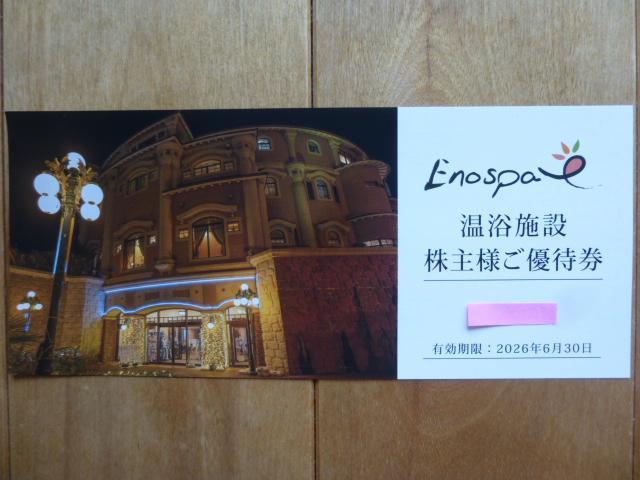 Enospa
温浴施設
株主様ご優待券
有効期限：2026年6月30日